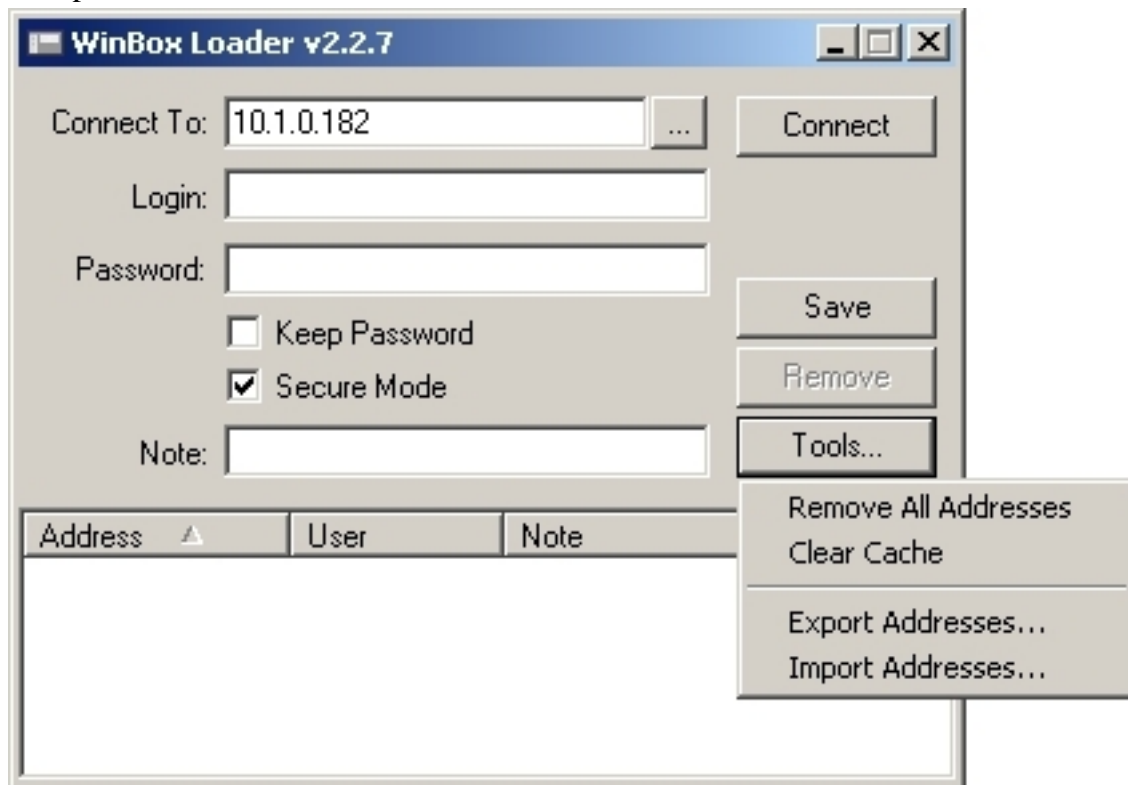 WinBox Loader v2.2.7
Connect To: 10.1.0.182 ... Connect
Login:
Password:
Save
Keep Password
Remove
Secure Mode
Note: Tools...
Address User Note
Remove All Addresses
Clear Cache
Export Addresses...
Import Addresses...